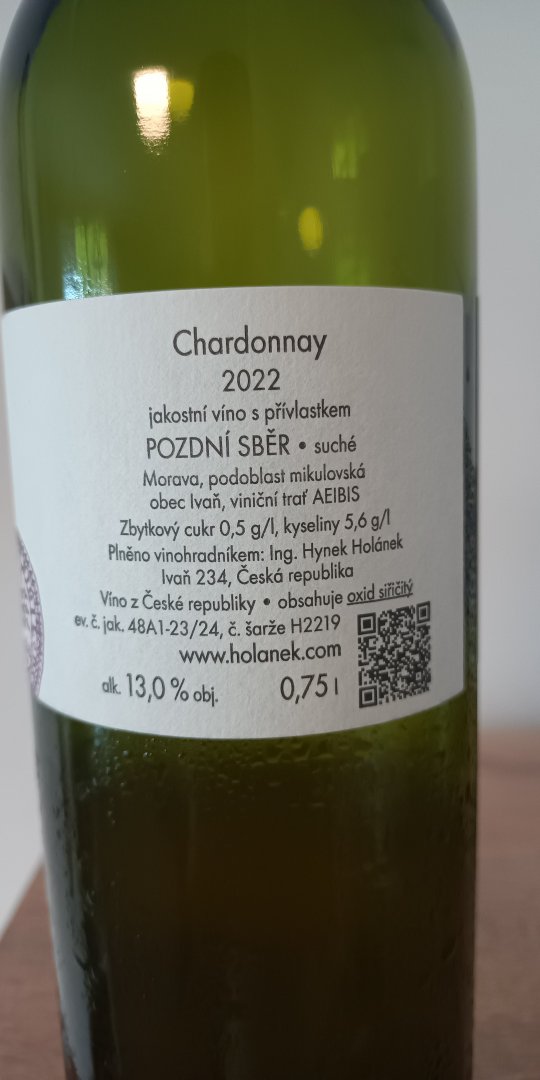 Chardonnay
2022
jakostní víno s přívlastkem
POZDNÍ SBĚR • suché
Morava, podoblast mikulovská
obec Ivaň, viniční trať AEIBIS
Zbytkový cukr 0,5 g/l, kyseliny 5,6 g/l
Plněno vinohradníkem: Ing. Hynek Holánek
Ivaň 234, Česká republika
Víno z České republiky • obsahuje oxid siřičitý
ev. č. jak. 48A1-23/24, č. šarže H2219
www.holanek.com
alk. 13,0 % obj. 0,75 l